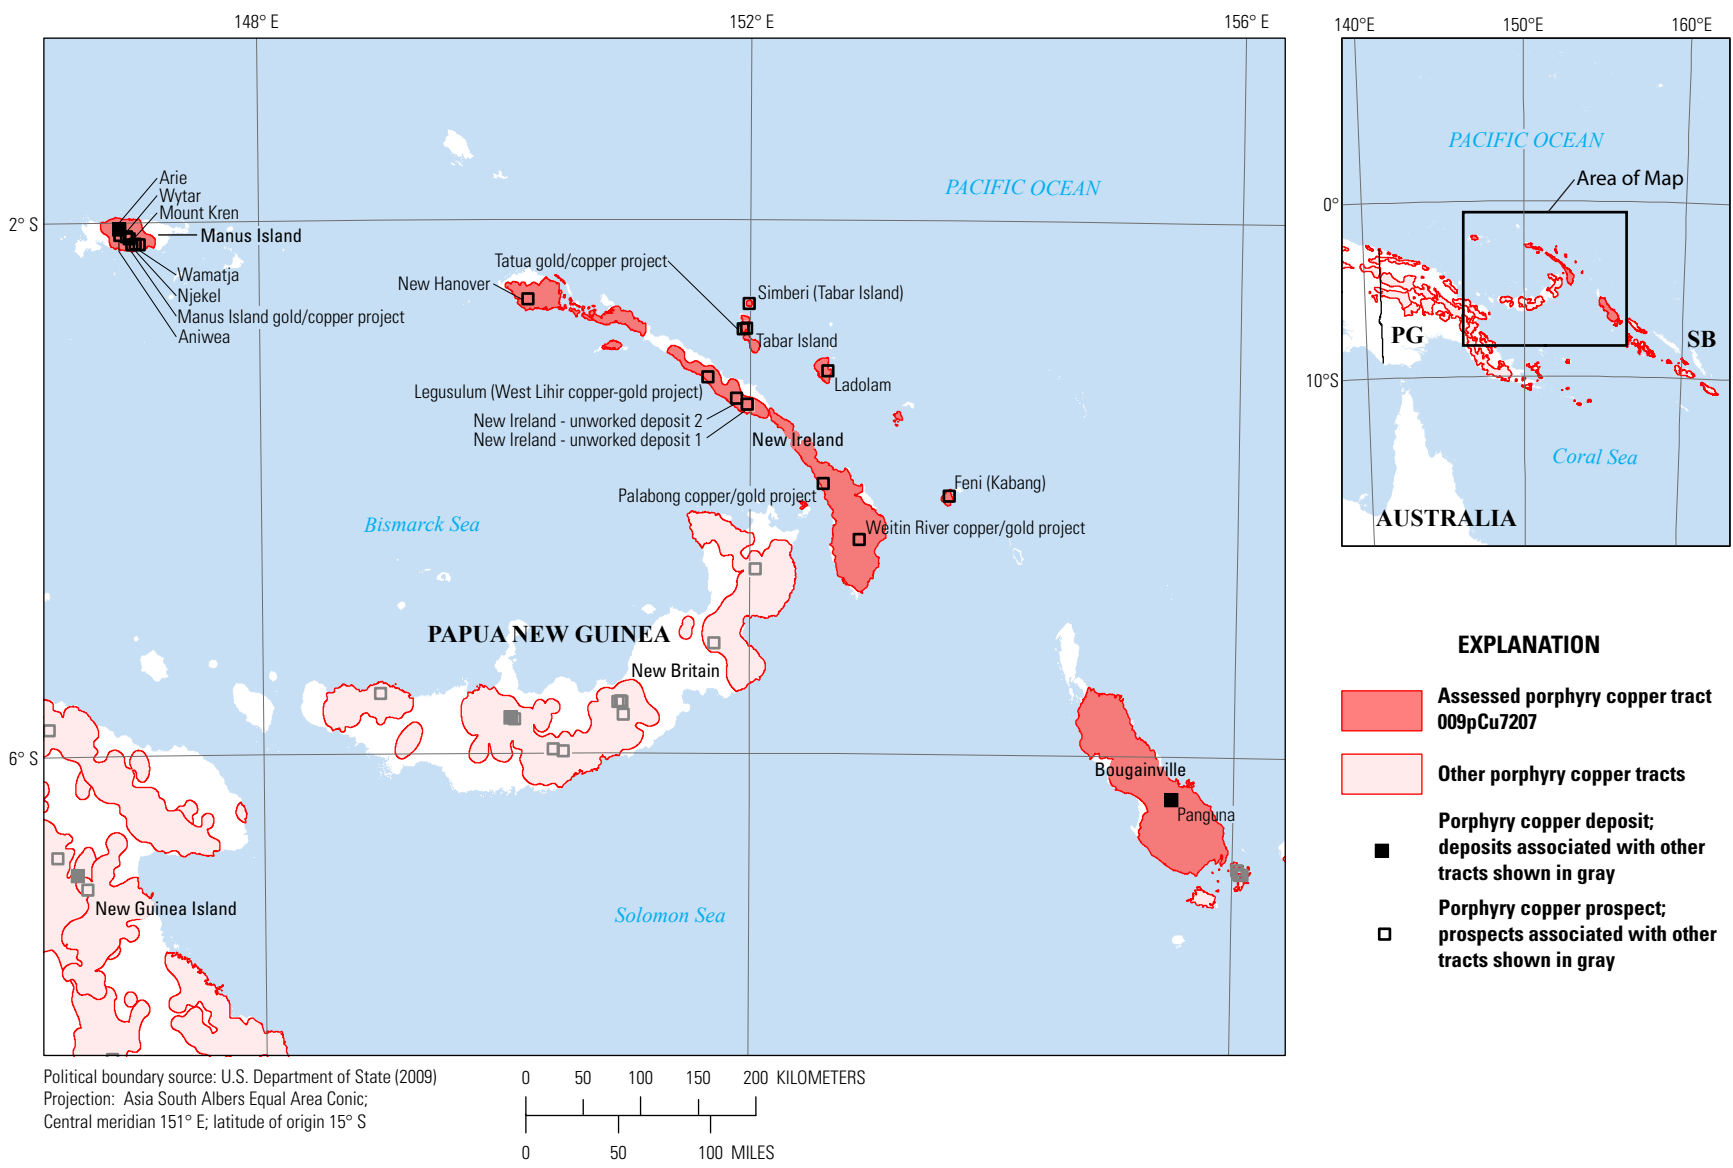 148° E
152° E
156° E
140°E
150°E
160°E
PACIFIC OCEAN
Area of Map
0°
PG
SB
10°S
Coral Sea
AUSTRALIA
2° S
6° S
PACIFIC OCEAN
Arie
Wytar
Mount Kren
Manus Island
Wamatja
Njekel
Manus Island gold/copper project
Aniwea
Tatua gold/copper project
New Hanover
Simberi (Tabar Island)
Tabar Island
Ladolam
Legusulum (West Lihir copper-gold project)
New Ireland - unworked deposit 2
New Ireland - unworked deposit 1
New Ireland
Feni (Kabang)
Palabong copper/gold project
Weitin River copper/gold project
Bismarck Sea
PAPUA NEW GUINEA
New Britain
Bougainville
Panguna
New Guinea Island
Solomon Sea
EXPLANATION
Assessed porphyry copper tract
009pCu7207
Other porphyry copper tracts
Porphyry copper deposit;
deposits associated with other
tracts shown in gray
Porphyry copper prospect;
prospects associated with other
tracts shown in gray
Political boundary source: U.S. Department of State (2009)
Projection: Asia South Albers Equal Area Conic;
Central meridian 151° E; latitude of origin 15° S
0 50 100 150 200 KILOMETERS
0 50 100 MILES